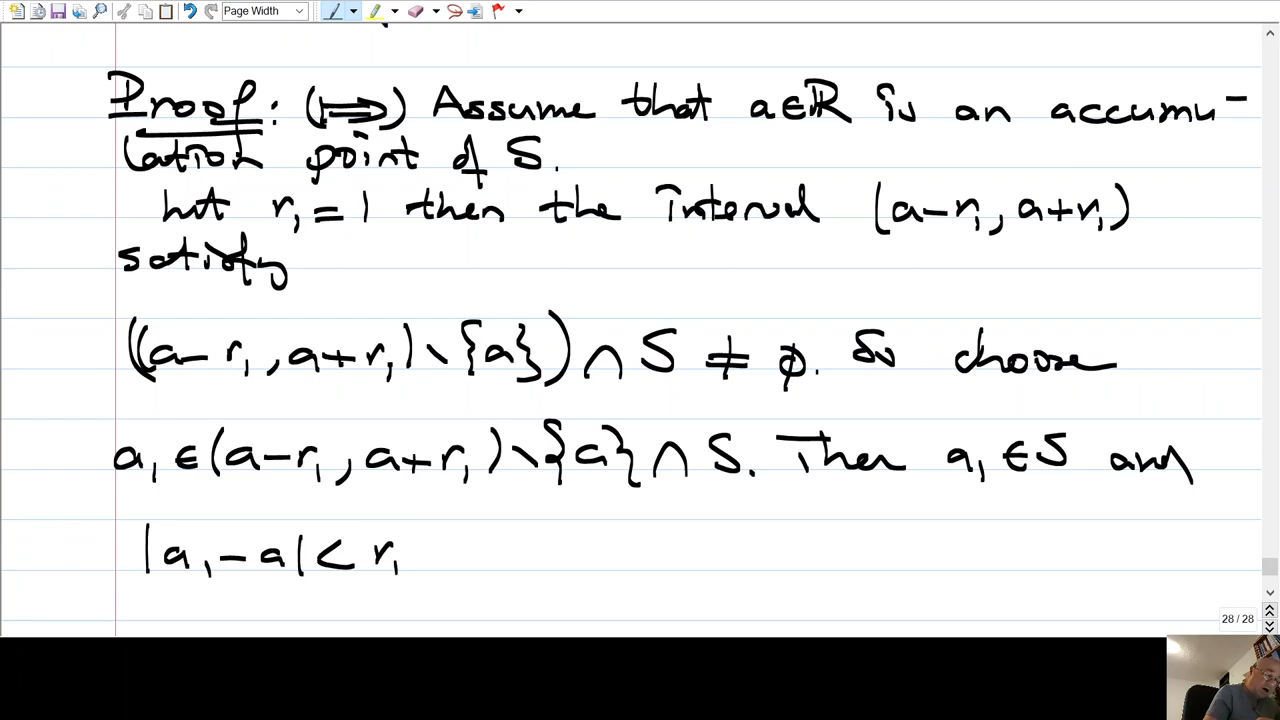 Page Width
Proof: (⟹) Assume that a∈ℝ is an accumu-
lation point of S.
Let r₁ = 1 then the interval (a-r₁, a+r₁)
satisfy
((a-r₁, a+r₁)\{a}) ∩ S ≠ ∅. So choose
a₁ ∈ (a-r₁, a+r₁)\{a} ∩ S. Then a₁ ∈ S and
|a₁-a| < r₁
28 / 28